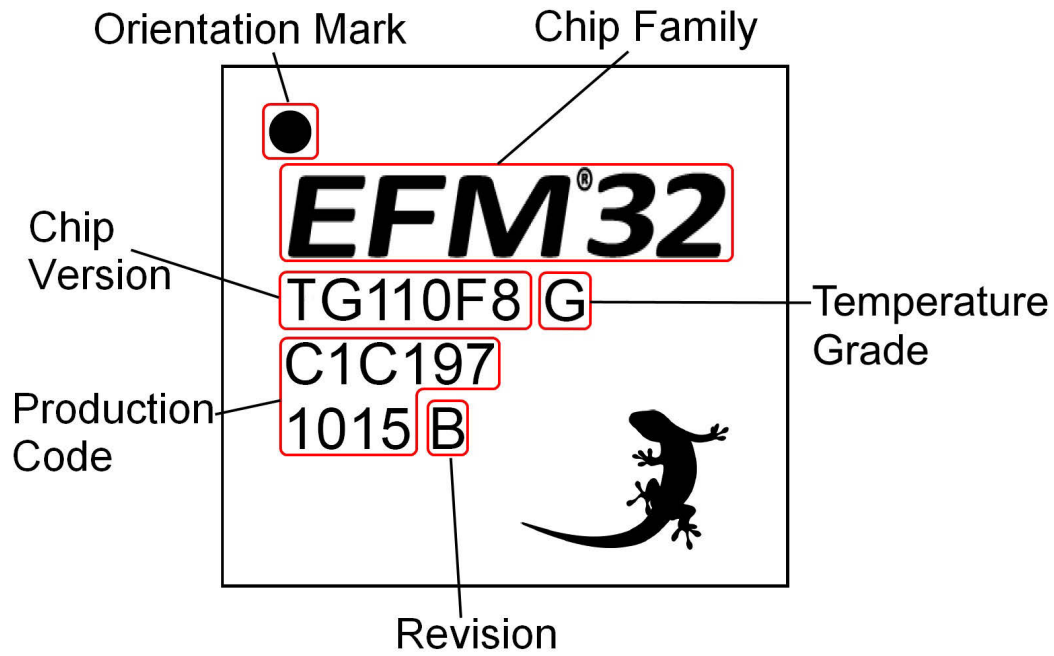 Orientation Mark
Chip Family
EFM®32
Chip
Version
TG110F8 G
Temperature
Grade
C1C197
Production
Code
1015 B
Revision